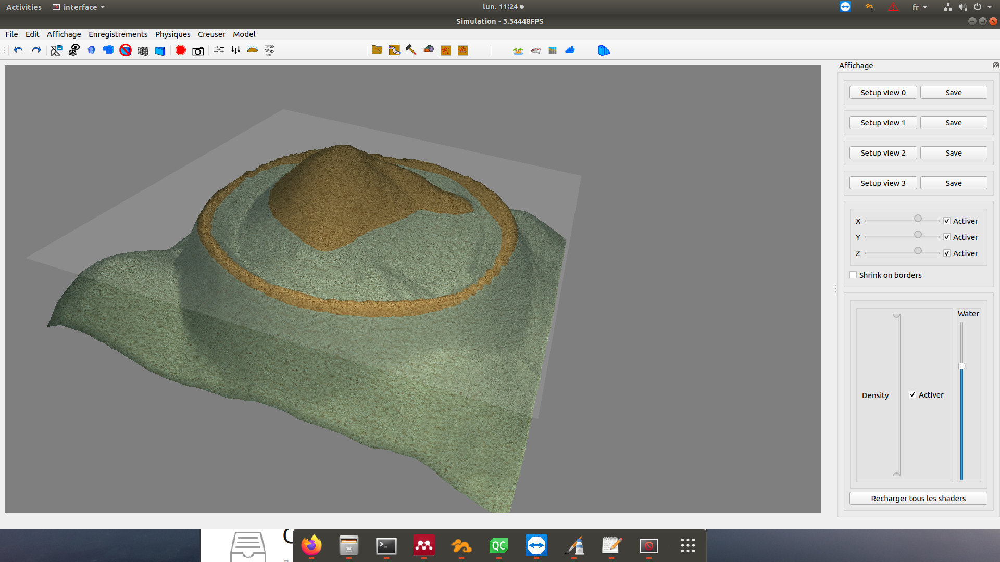 Activities interface lun. 11:24 fr
Simulation - 3.34448FPS
File Edit Affichage Enregistrements Physiques Creuser Model
Affichage
Setup view 0 Save
Setup view 1 Save
Setup view 2 Save
Setup view 3 Save
X Activer
Y Activer
Z Activer
Shrink on borders
Water
Density Activer
Recharger tous les shaders
QC